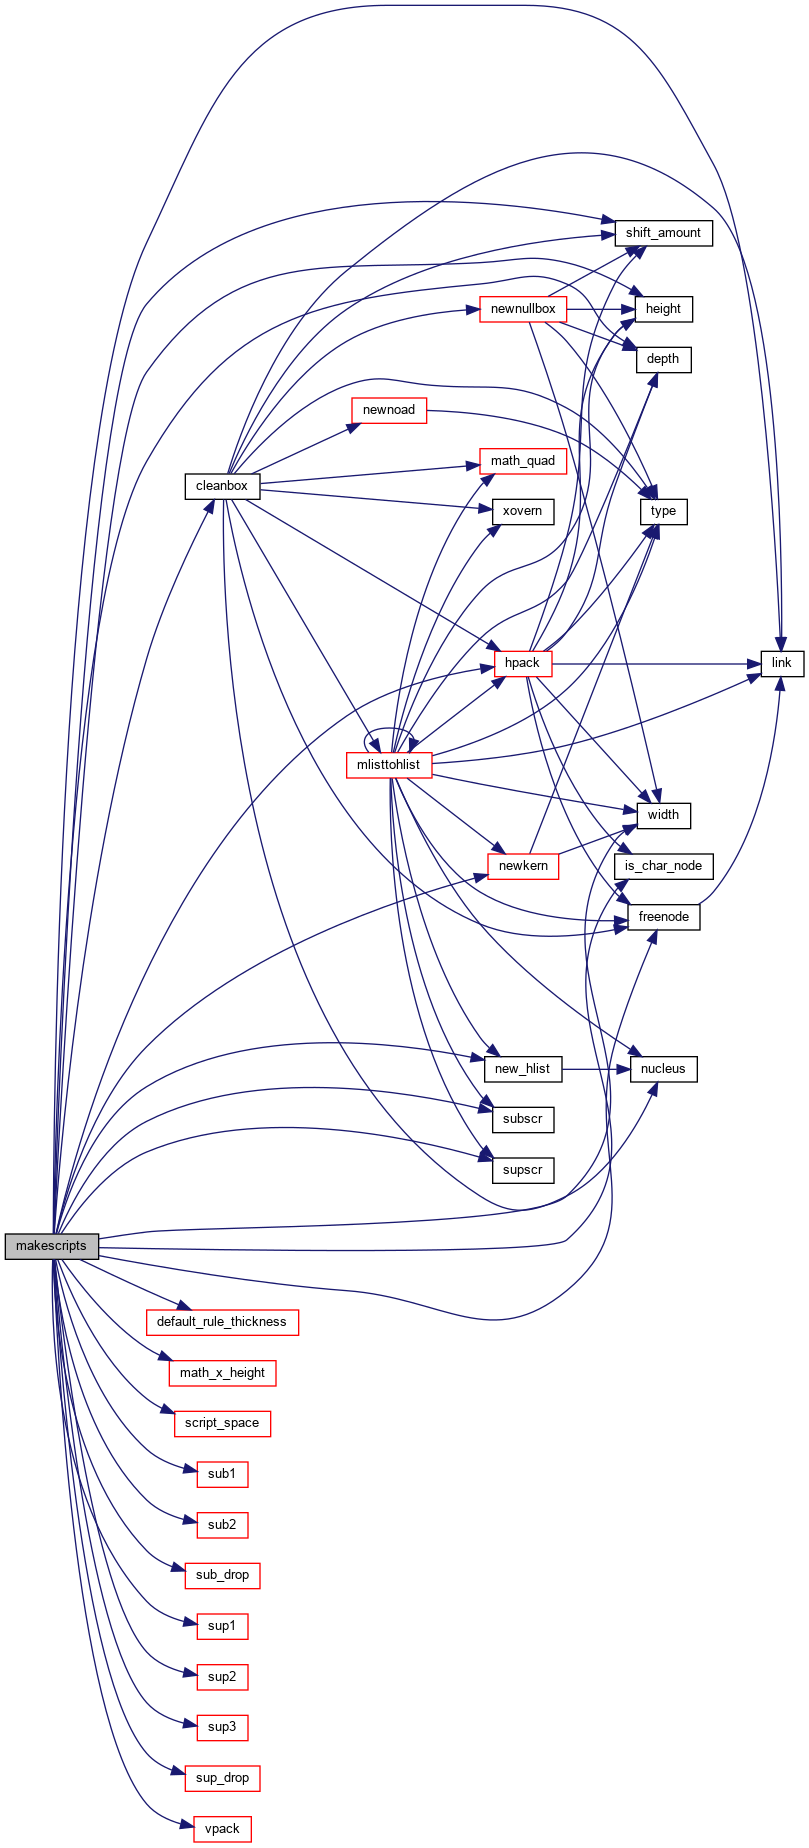 shift_amount
newnullbox
height
depth
newnoad
math_quad
cleanbox
xovern
type
hpack
link
mlisttohlist
width
newkern
is_char_node
freenode
new_hlist
nucleus
subscr
supscr
makescripts
default_rule_thickness
math_x_height
script_space
sub1
sub2
sub_drop
sup1
sup2
sup3
sup_drop
vpack